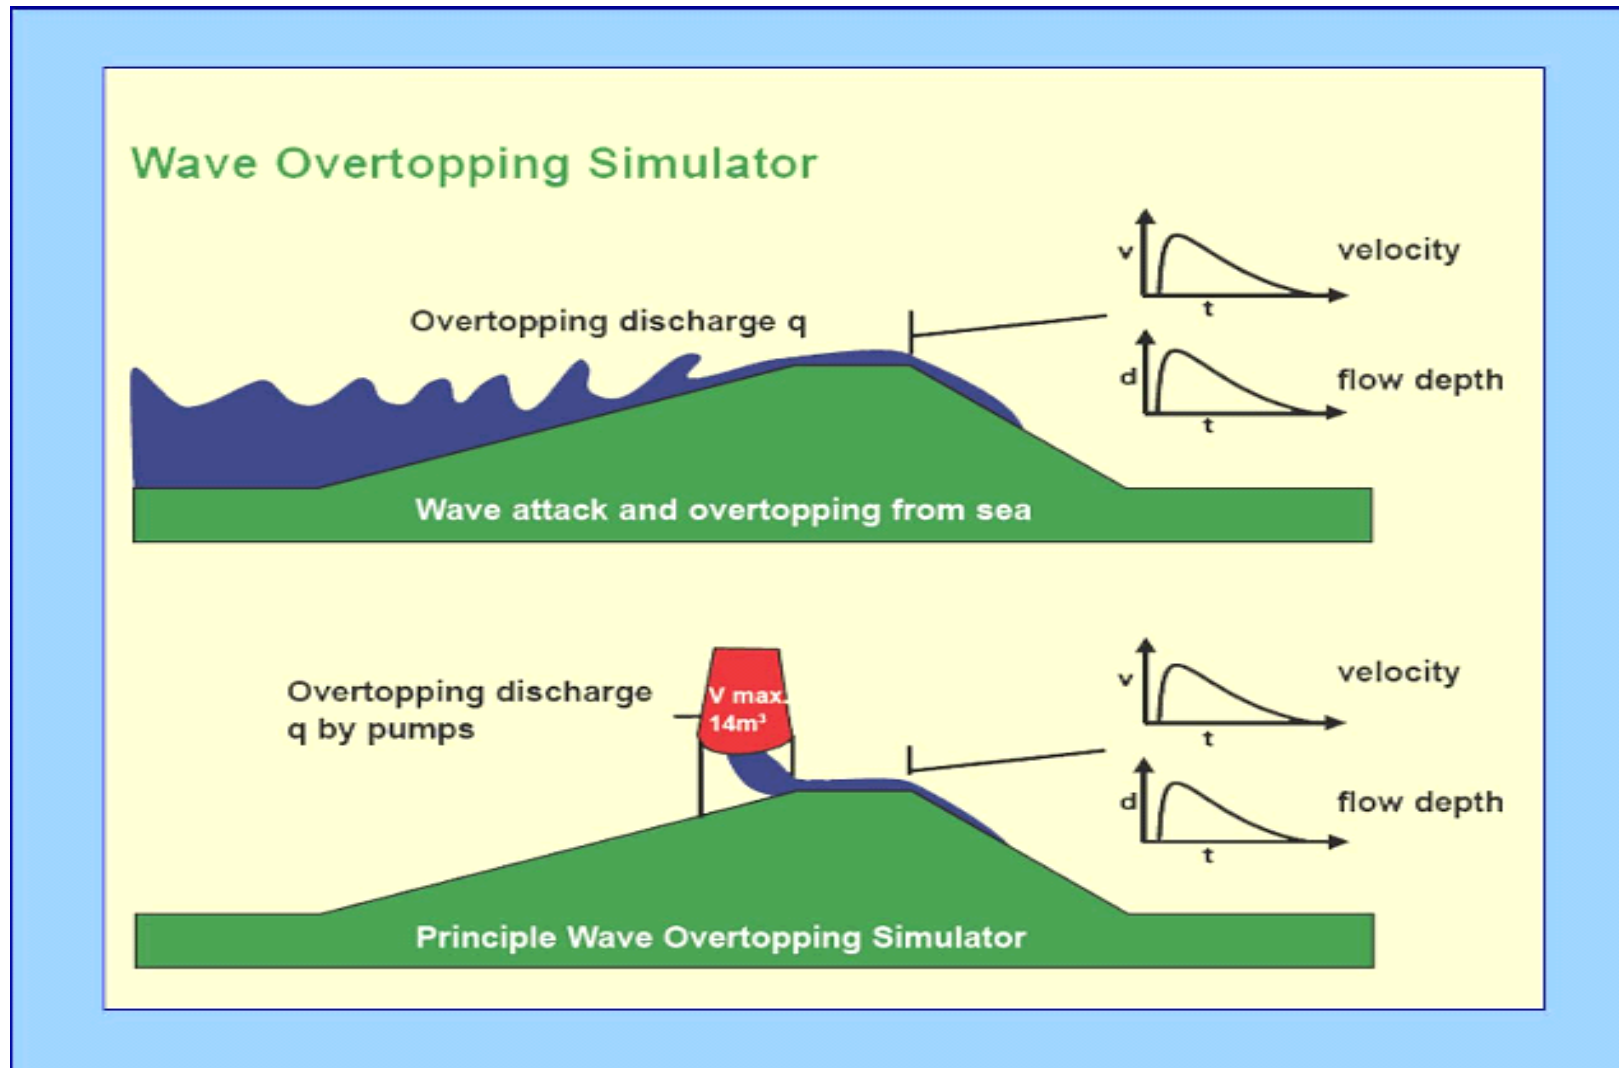 Wave Overtopping Simulator
v
velocity
t
Overtopping discharge q
d
flow depth
t
Wave attack and overtopping from sea
Overtopping discharge
q by pumps
V max.
14m³
v
velocity
t
d
flow depth
t
Principle Wave Overtopping Simulator